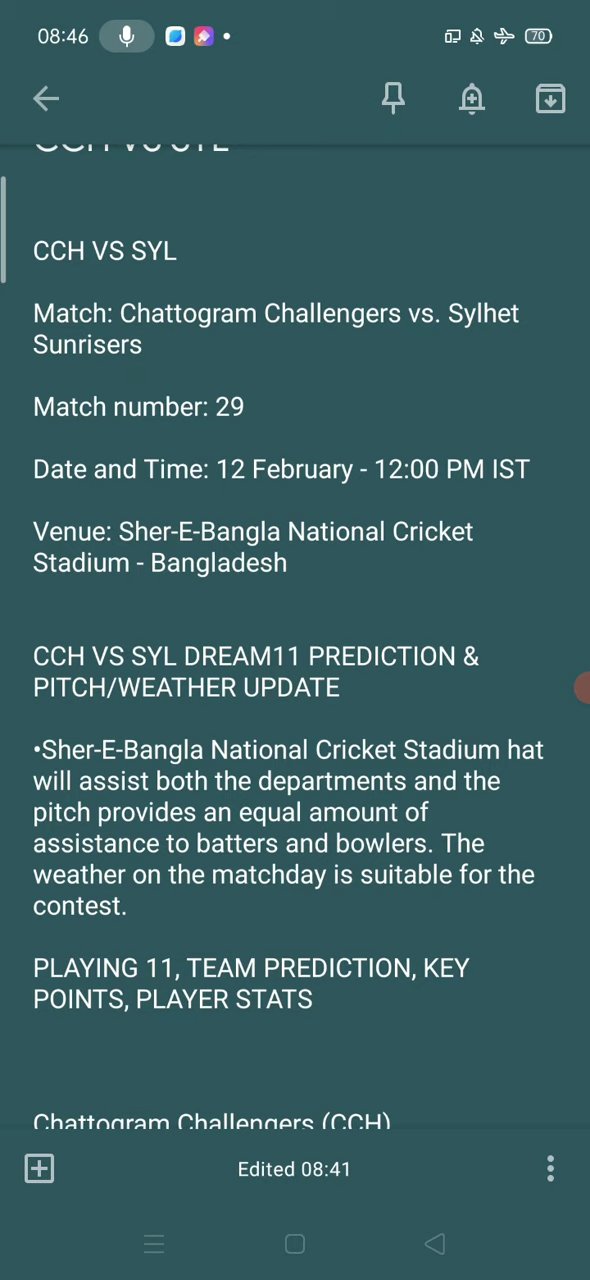 08:46
70
CCH VS SYL
CCH VS SYL
Match: Chattogram Challengers vs. Sylhet
Sunrisers
Match number: 29
Date and Time: 12 February - 12:00 PM IST
Venue: Sher-E-Bangla National Cricket
Stadium - Bangladesh
CCH VS SYL DREAM11 PREDICTION &
PITCH/WEATHER UPDATE
•Sher-E-Bangla National Cricket Stadium hat
will assist both the departments and the
pitch provides an equal amount of
assistance to batters and bowlers. The
weather on the matchday is suitable for the
contest.
PLAYING 11, TEAM PREDICTION, KEY
POINTS, PLAYER STATS
Chattogram Challengers (CCH)
Edited 08:41